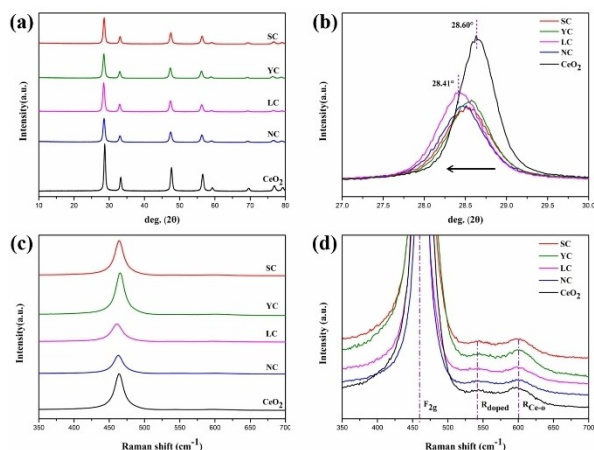 (a)
SC
YC
LC
NC
CeO2
Intensity(a.u.)
10 20 30 40 50 60 70 80
deg. (2θ)
(b)
28.60°
28.41°
SC
YC
LC
NC
CeO2
Intensity(a.u.)
27.0 27.5 28.0 28.5 29.0 29.5 30.0
deg. (2θ)
(c)
SC
YC
LC
NC
CeO2
Intensity(a.u.)
350 400 450 500 550 600 650 700
Raman shift (cm-1)
(d)
SC
YC
LC
NC
CeO2
Intensity (a.u.)
F2g
Rdoped
RCe-o
350 400 450 500 550 600 650 700
Raman shift (cm-1)